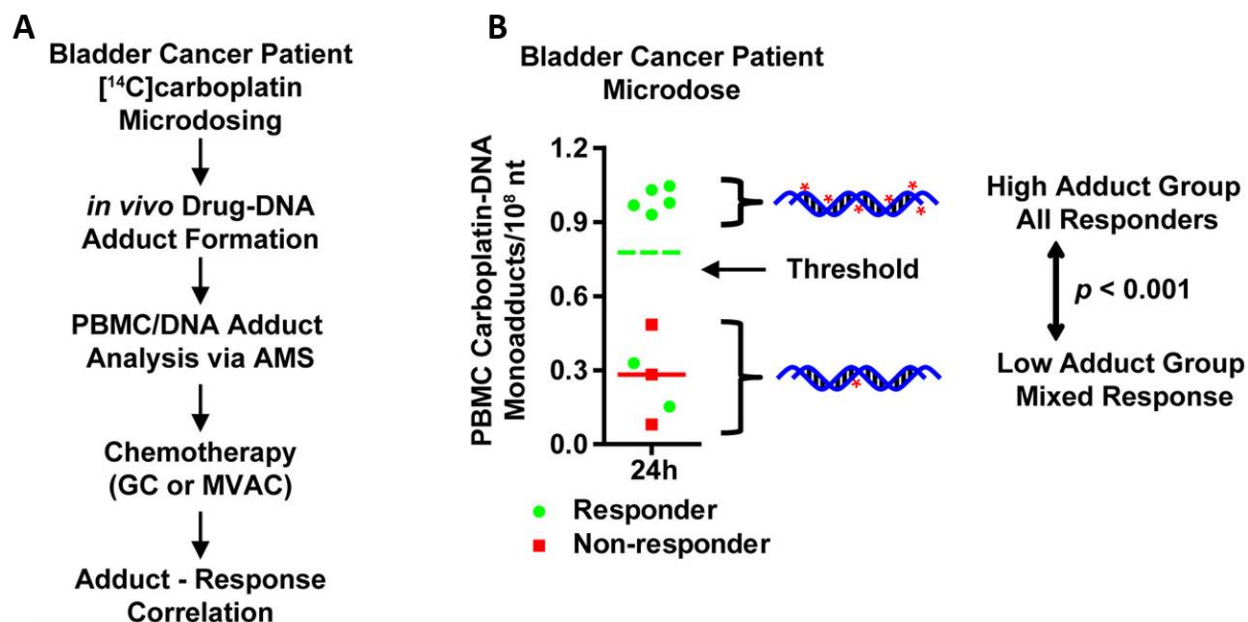 A
Bladder Cancer Patient
[¹⁴C]carboplatin
Microdosing
in vivo Drug-DNA
Adduct Formation
PBMC/DNA Adduct
Analysis via AMS
Chemotherapy
(GC or MVAC)
Adduct - Response
Correlation
B
Bladder Cancer Patient
Microdose
PBMC Carboplatin-DNA
Monoadducts/10⁸ nt
1.2
0.9
0.6
0.3
0.0
24h
Threshold
Responder
Non-responder
High Adduct Group
All Responders
p < 0.001
Low Adduct Group
Mixed Response